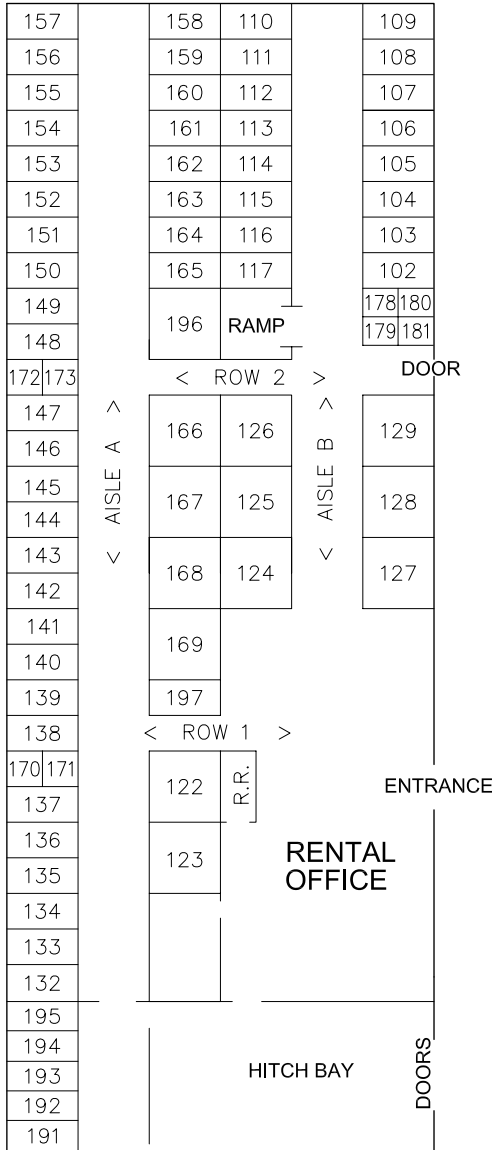 157 158 110 109
156 159 111 108
155 160 112 107
154 161 113 106
153 162 114 105
152 163 115 104
151 164 116 103
150 165 117 102
149 196 RAMP 178 180
148 179 181
172 173 < ROW 2 > DOOR
147 166 126 129
146
145 167 125 128
144
143 168 124 127
142
< AISLE A >
< AISLE B >
141 169
140
139 197
138 < ROW 1 >
170 171 122 R.R. ENTRANCE
137
136 123 RENTAL
135 OFFICE
134
133
132
195
194
193 HITCH BAY DOORS
192
191